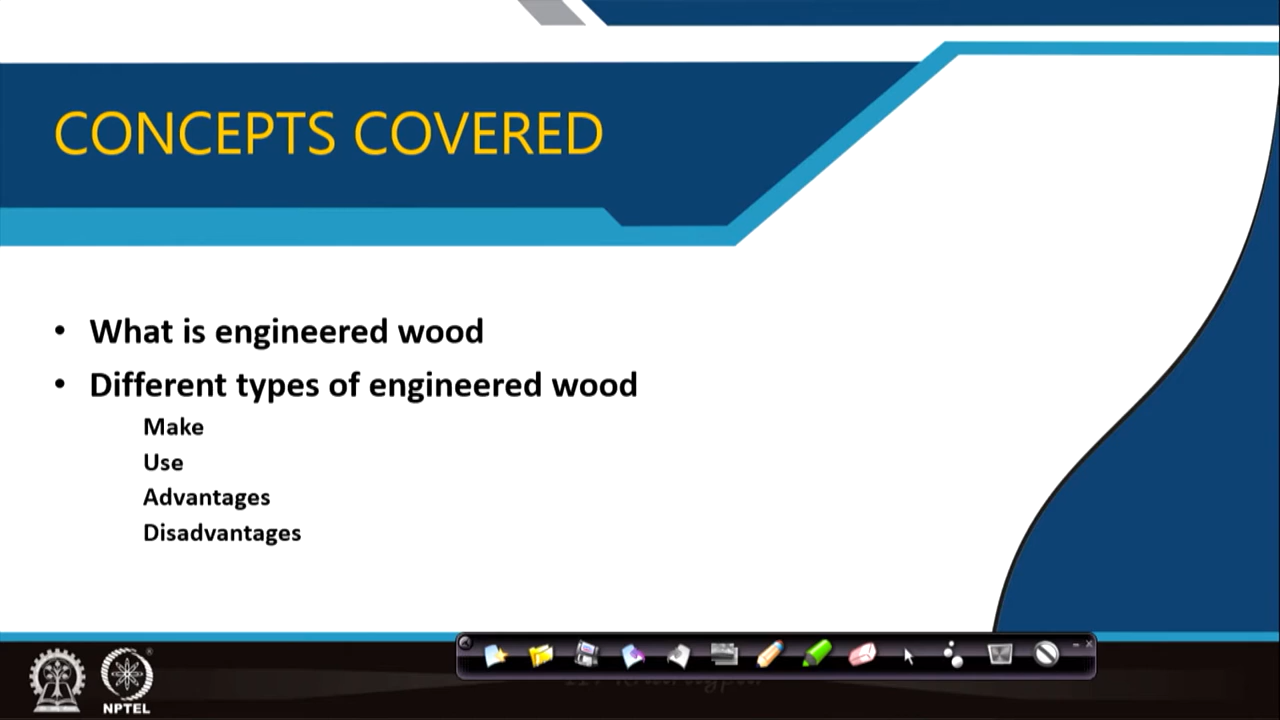 CONCEPTS COVERED
• What is engineered wood
• Different types of engineered wood
Make
Use
Advantages
Disadvantages
NPTEL